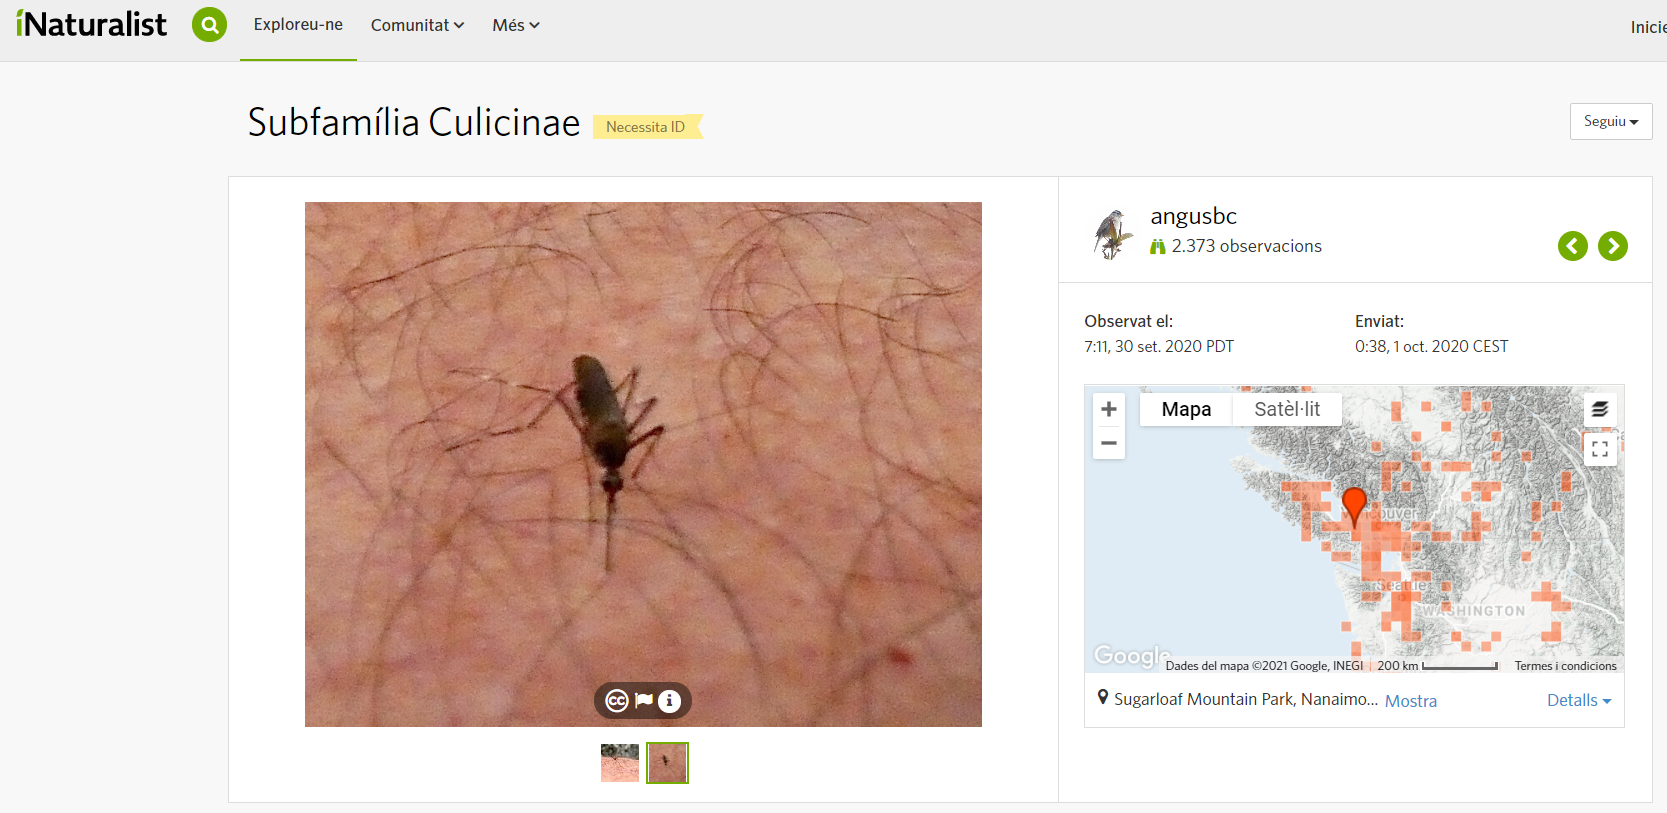 iNaturalist
Exploreu-ne
Comunitat
Més
Inicie
Subfamília Culicinae
Necessita ID
Seguiu
angusbc
2.373 observacions
Observat el:
7:11, 30 set. 2020 PDT
Enviat:
0:38, 1 oct. 2020 CEST
+
Mapa
Satèl·lit
−
Seattle
WASHINGTON
Google
Dades del mapa ©2021 Google, INEGI
200 km
Termes i condicions
Sugarloaf Mountain Park, Nanaimo...
Mostra
Detalls
cc
i